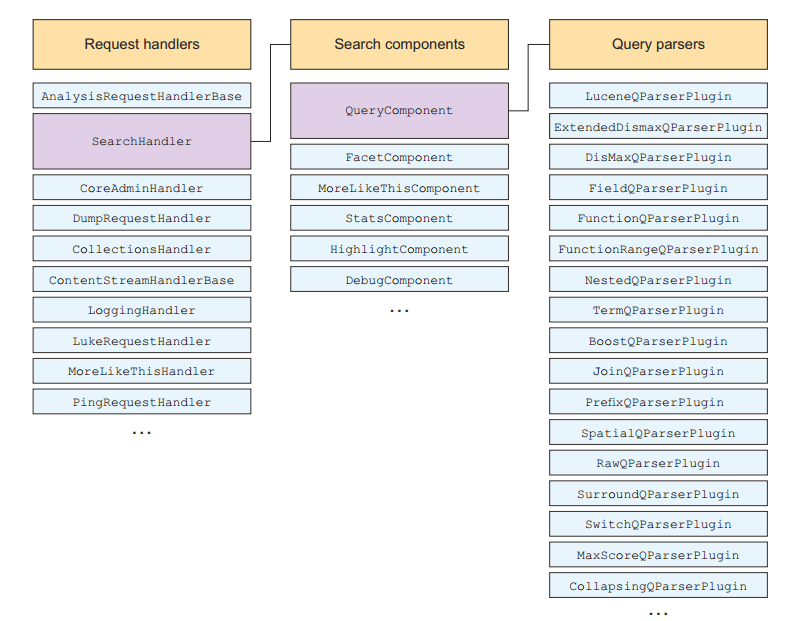 Request handlers
AnalysisRequestHandlerBase
SearchHandler
CoreAdminHandler
DumpRequestHandler
CollectionsHandler
ContentStreamHandlerBase
LoggingHandler
LukeRequestHandler
MoreLikeThisHandler
PingRequestHandler
...
Search components
QueryComponent
FacetComponent
MoreLikeThisComponent
StatsComponent
HighlightComponent
DebugComponent
...
Query parsers
LuceneQParserPlugin
ExtendedDismaxQParserPlugin
DisMaxQParserPlugin
FieldQParserPlugin
FunctionQParserPlugin
FunctionRangeQParserPlugin
NestedQParserPlugin
TermQParserPlugin
BoostQParserPlugin
JoinQParserPlugin
PrefixQParserPlugin
SpatialQParserPlugin
RawQParserPlugin
SurroundQParserPlugin
SwitchQParserPlugin
MaxScoreQParserPlugin
CollapsingQParserPlugin
...